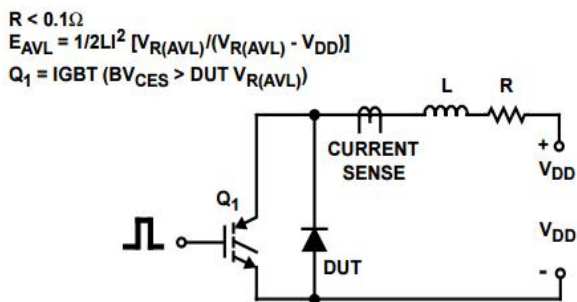 R < 0.1Ω
E_AVL = 1/2LI² [V_R(AVL)/(V_R(AVL) - V_DD)]
Q₁ = IGBT (BV_CES > DUT V_R(AVL))
L R
CURRENT
SENSE
+
V_DD
Q₁
V_DD
DUT
-